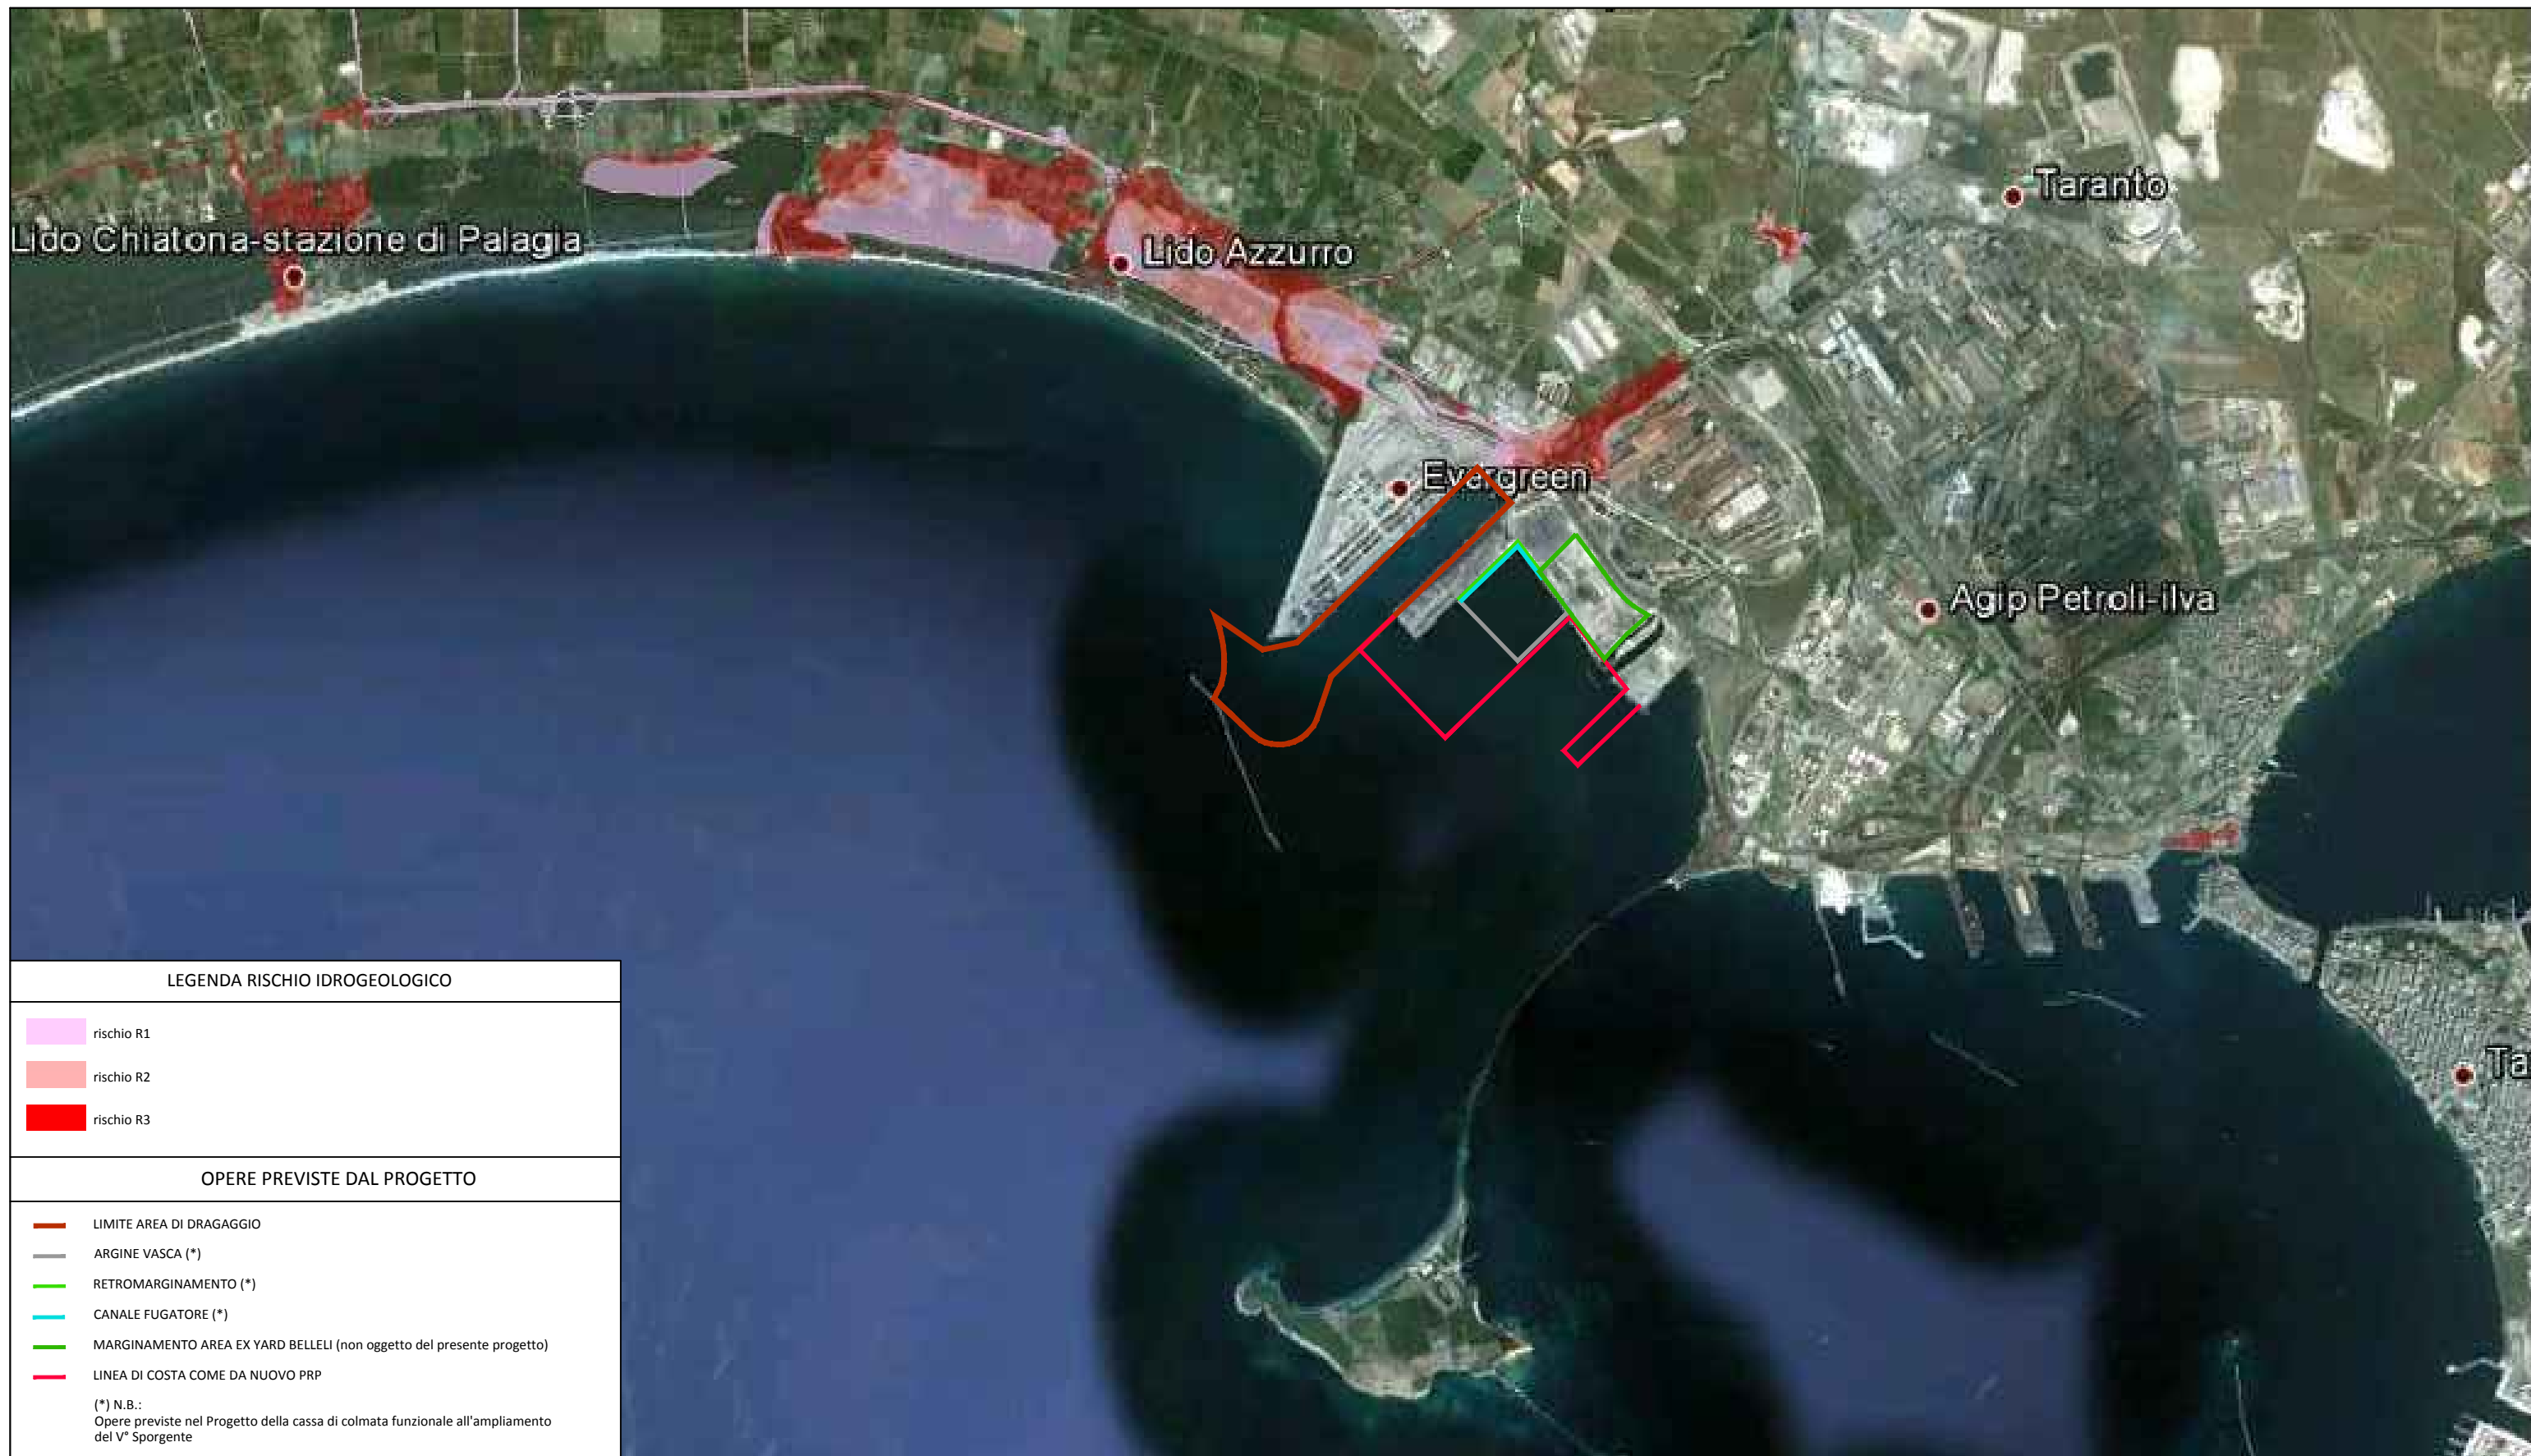 Taranto
Lido Chiatona-stazione di Palagia
Lido Azzurro
Evergreen
Agip Petroli-ilva
Ta
LEGENDA RISCHIO IDROGEOLOGICO
rischio R1
rischio R2
rischio R3
OPERE PREVISTE DAL PROGETTO
LIMITE AREA DI DRAGAGGIO
ARGINE VASCA (*)
RETROMARGINAMENTO (*)
CANALE FUGATORE (*)
MARGINAMENTO AREA EX YARD BELLELI (non oggetto del presente progetto)
LINEA DI COSTA COME DA NUOVO PRP
(*) N.B.:
Opere previste nel Progetto della cassa di colmata funzionale all'ampliamento
del V° Sporgente